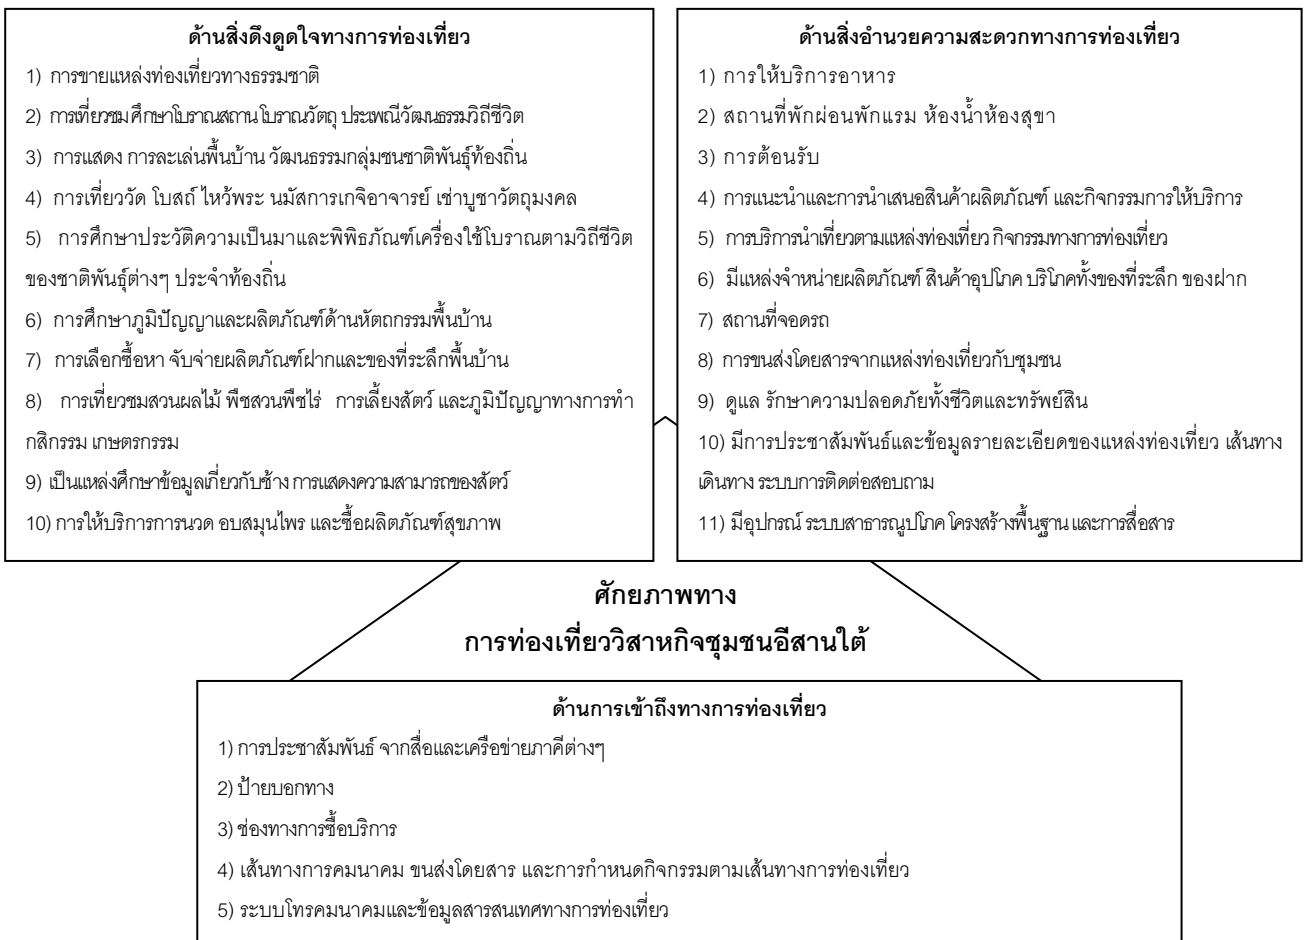 ด้านสิ่งดึงดูดใจทางการท่องเที่ยว
1) การขายแหล่งท่องเที่ยวทางธรรมชาติ
2) การเที่ยวชม ศึกษาโบราณสถาน โบราณวัตถุ ประเพณีวัฒนธรรมวิถีชีวิต
3) การแสดง การละเล่นพื้นบ้าน วัฒนธรรมกลุ่มชนชาติพันธุ์ท้องถิ่น
4) การเที่ยววัด โบสถ์ ไหว้พระ นมัสการเกจิอาจารย์ เช่าบูชาวัตถุมงคล
5) การศึกษาประวัติความเป็นมาและพิพิธภัณฑ์เครื่องใช้โบราณตามวิถีชีวิต
ของชาติพันธุ์ต่างๆ ประจำท้องถิ่น
6) การศึกษาภูมิปัญญาและผลิตภัณฑ์ด้านหัตถกรรมพื้นบ้าน
7) การเลือกซื้อหา จับจ่ายผลิตภัณฑ์ฝากและของที่ระลึกพื้นบ้าน
8) การเที่ยวชมสวนผลไม้ พืชสวนพืชไร่ การเลี้ยงสัตว์ และภูมิปัญญาทางการทำ
กสิกรรม เกษตรกรรม
9) เป็นแหล่งศึกษาข้อมูลเกี่ยวกับช้าง การแสดงความสามารถของสัตว์
10) การให้บริการการนวด อบสมุนไพร และซื้อผลิตภัณฑ์สุขภาพ
ด้านสิ่งอำนวยความสะดวกทางการท่องเที่ยว
1) การให้บริการอาหาร
2) สถานที่พักผ่อนพักแรม ห้องน้ำห้องสุขา
3) การต้อนรับ
4) การแนะนำและการนำเสนอสินค้าผลิตภัณฑ์ และกิจกรรมการให้บริการ
5) การบริการนำเที่ยวตามแหล่งท่องเที่ยว กิจกรรมทางการท่องเที่ยว
6) มีแหล่งจำหน่ายผลิตภัณฑ์ สินค้าอุปโภค บริโภคทั้งของที่ระลึก ของฝาก
7) สถานที่จอดรถ
8) การขนส่งโดยสารจากแหล่งท่องเที่ยวกับชุมชน
9) ดูแล รักษาความปลอดภัยทั้งชีวิตและทรัพย์สิน
10) มีการประชาสัมพันธ์และข้อมูลรายละเอียดของแหล่งท่องเที่ยว เส้นทาง
เดินทาง ระบบการติดต่อสอบถาม
11) มีอุปกรณ์ ระบบสาธารณูปโภค โครงสร้างพื้นฐาน และการสื่อสาร
ศักยภาพทาง
การท่องเที่ยววิสาหกิจชุมชนอีสานใต้
ด้านการเข้าถึงทางการท่องเที่ยว
1) การประชาสัมพันธ์ จากสื่อและเครือข่ายภาคีต่างๆ
2) ป้ายบอกทาง
3) ช่องทางการซื้อบริการ
4) เส้นทางการคมนาคม ขนส่งโดยสาร และการกำหนดกิจกรรมตามเส้นทางการท่องเที่ยว
5) ระบบโทรคมนาคมและข้อมูลสารสนเทศทางการท่องเที่ยว